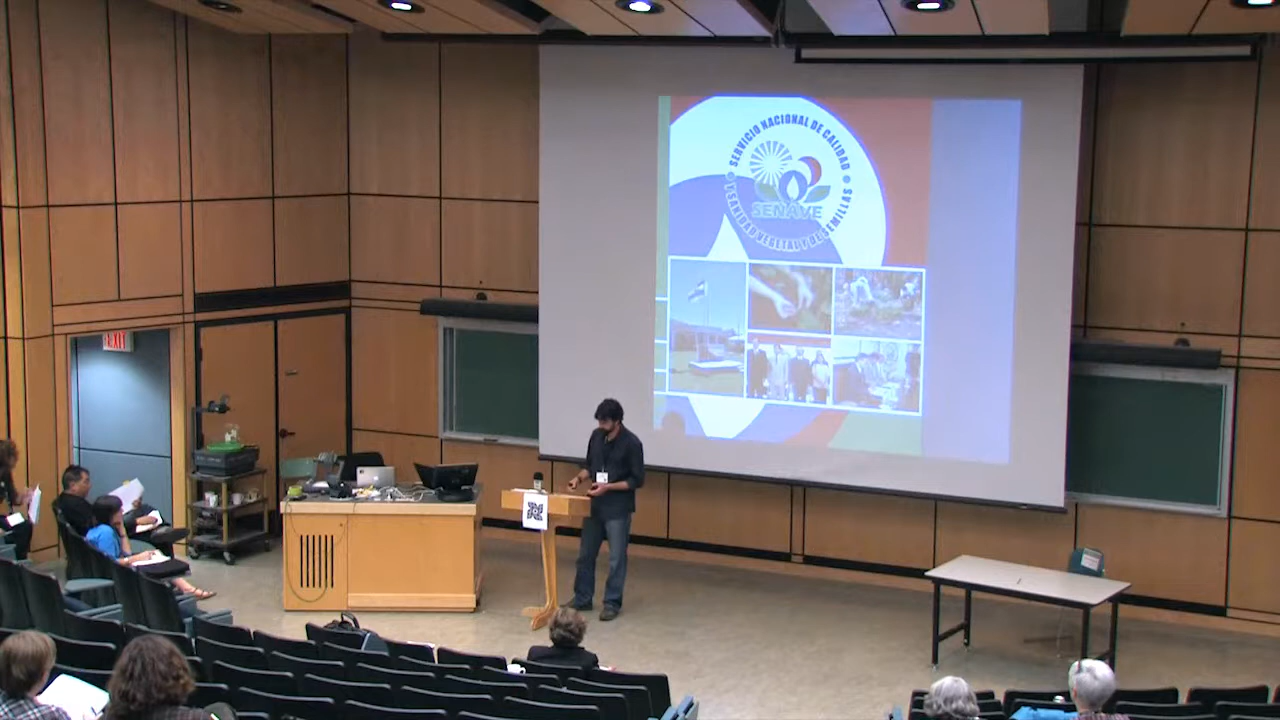 SERVICIO NACIONAL DE CALIDAD
SENAVE
Y SANIDAD VEGETAL Y DE SEMILLAS
EXIT